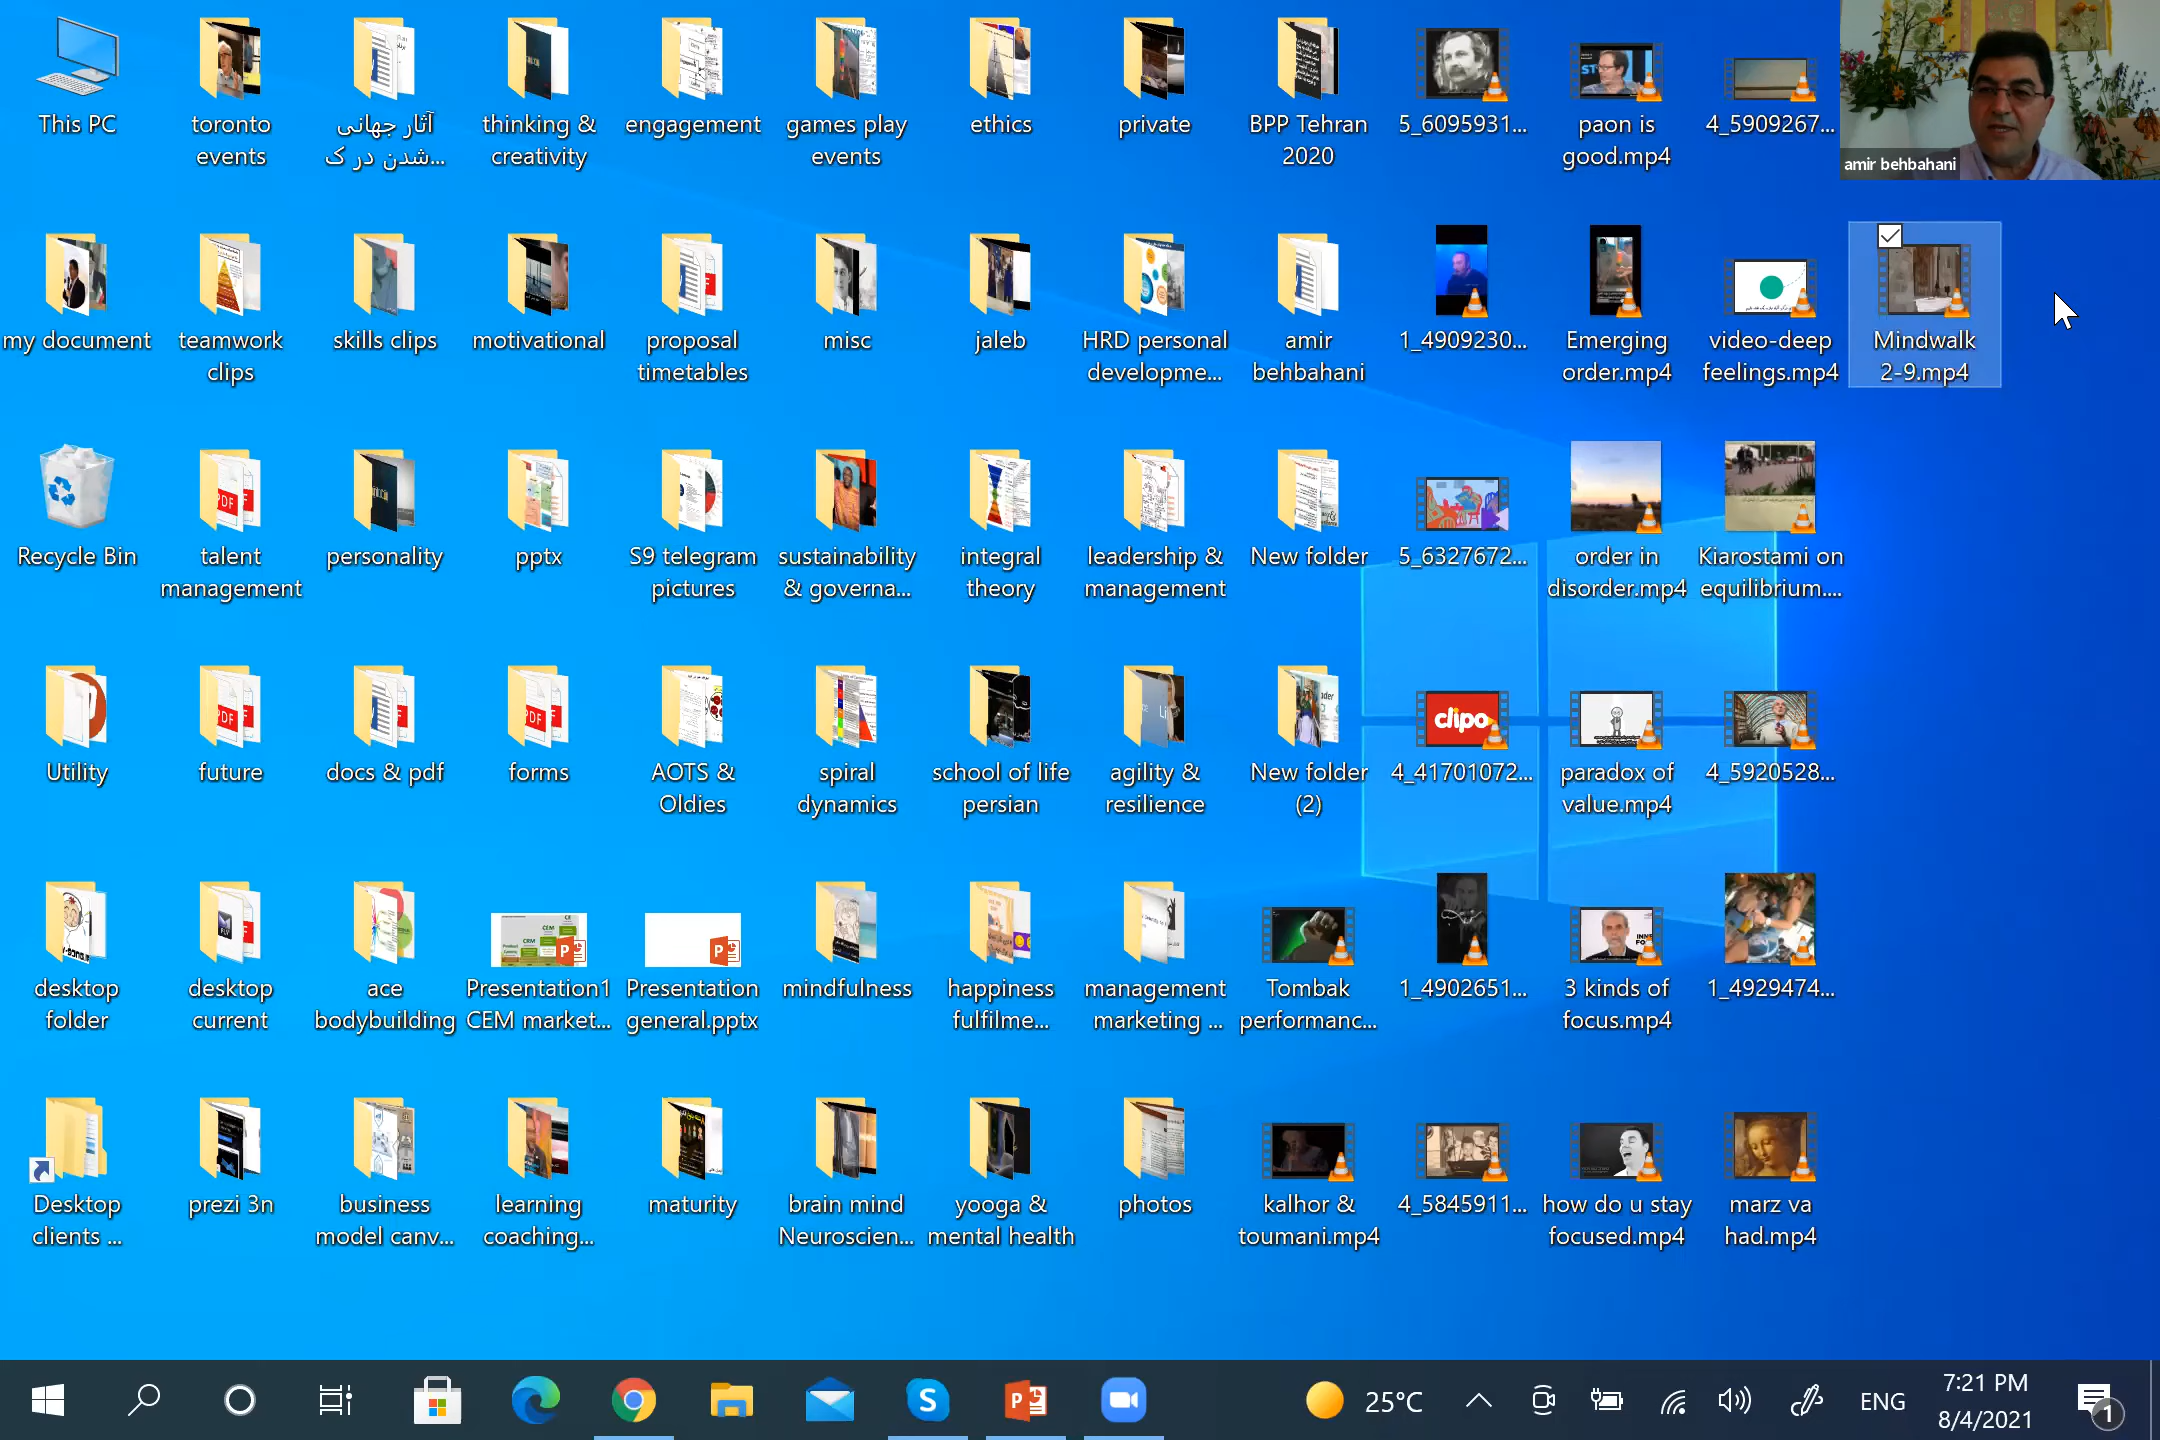 This PC
toronto
events
آثار جهانی
شدن در ک...
thinking &
creativity
engagement
games play
events
ethics
private
BPP Tehran
2020
5_6095931...
paon is
good.mp4
4_5909267...
amir behbahani
my document
teamwork
clips
skills clips
motivational
proposal
timetables
misc
jaleb
HRD personal
developme...
amir
behbahani
1_4909230...
Emerging
order.mp4
video-deep
feelings.mp4
Mindwalk
2-9.mp4
Recycle Bin
talent
management
personality
pptx
S9 telegram
pictures
sustainability
& governa...
integral
theory
leadership &
management
New folder
5_6327672...
order in
disorder.mp4
Kiarostami on
equilibrium....
Utility
future
docs & pdf
forms
AOTS &
Oldies
spiral
dynamics
school of life
persian
agility &
resilience
New folder
(2)
clipo
4_41701072...
paradox of
value.mp4
4_5920528...
desktop
folder
desktop
current
ace
bodybuilding
Presentation1
CEM market...
Presentation
general.pptx
mindfulness
happiness
fulfilme...
management
marketing ...
Tombak
performanc...
1_4902651...
3 kinds of
focus.mp4
1_4929474...
Desktop
clients ...
prezi 3n
business
model canv...
learning
coaching...
maturity
brain mind
Neuroscien...
yooga &
mental health
photos
kalhor &
toumani.mp4
4_5845911...
how do u stay
focused.mp4
marz va
had.mp4
25°C
ENG
7:21 PM
8/4/2021
1